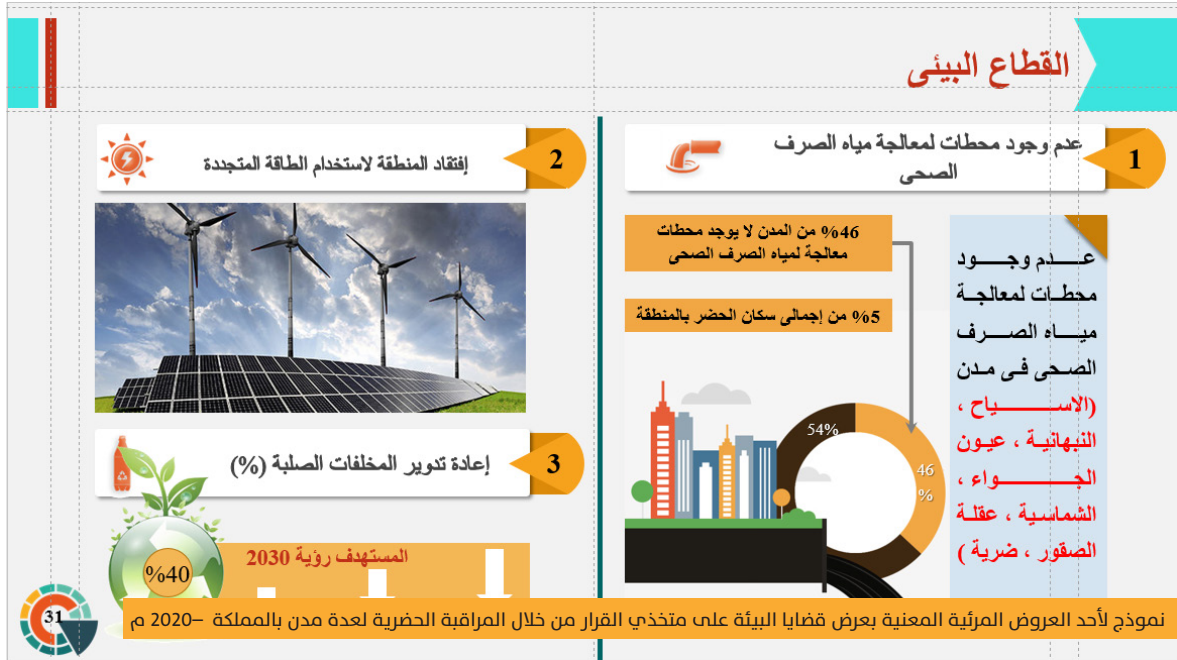 القطاع البيئى
1
عدم وجود محطات لمعالجة مياه الصرف
الصحى
%46 من المدن لا يوجد محطات
معالجة لمياه الصرف الصحى
%5 من إجمالى سكان الحضر بالمنطقة
عدم وجود
محطات لمعالجة
مياه الصرف
الصحى فى مدن
(الاسياح ،
النبهانية ، عيون
الجواء ،
الشماسية ، عقلة
الصقور ، ضرية )
54%
46
%
2
إفتقاد المنطقة لاستخدام الطاقة المتجددة
3
إعادة تدوير المخلفات الصلبة (%)
المستهدف رؤية 2030
%40
نموذج لأحد العروض المرئية المعنية بعرض قضايا البيئة على متخذي القرار من خلال المراقبة الحضرية لعدة مدن بالمملكة –2020 م
31